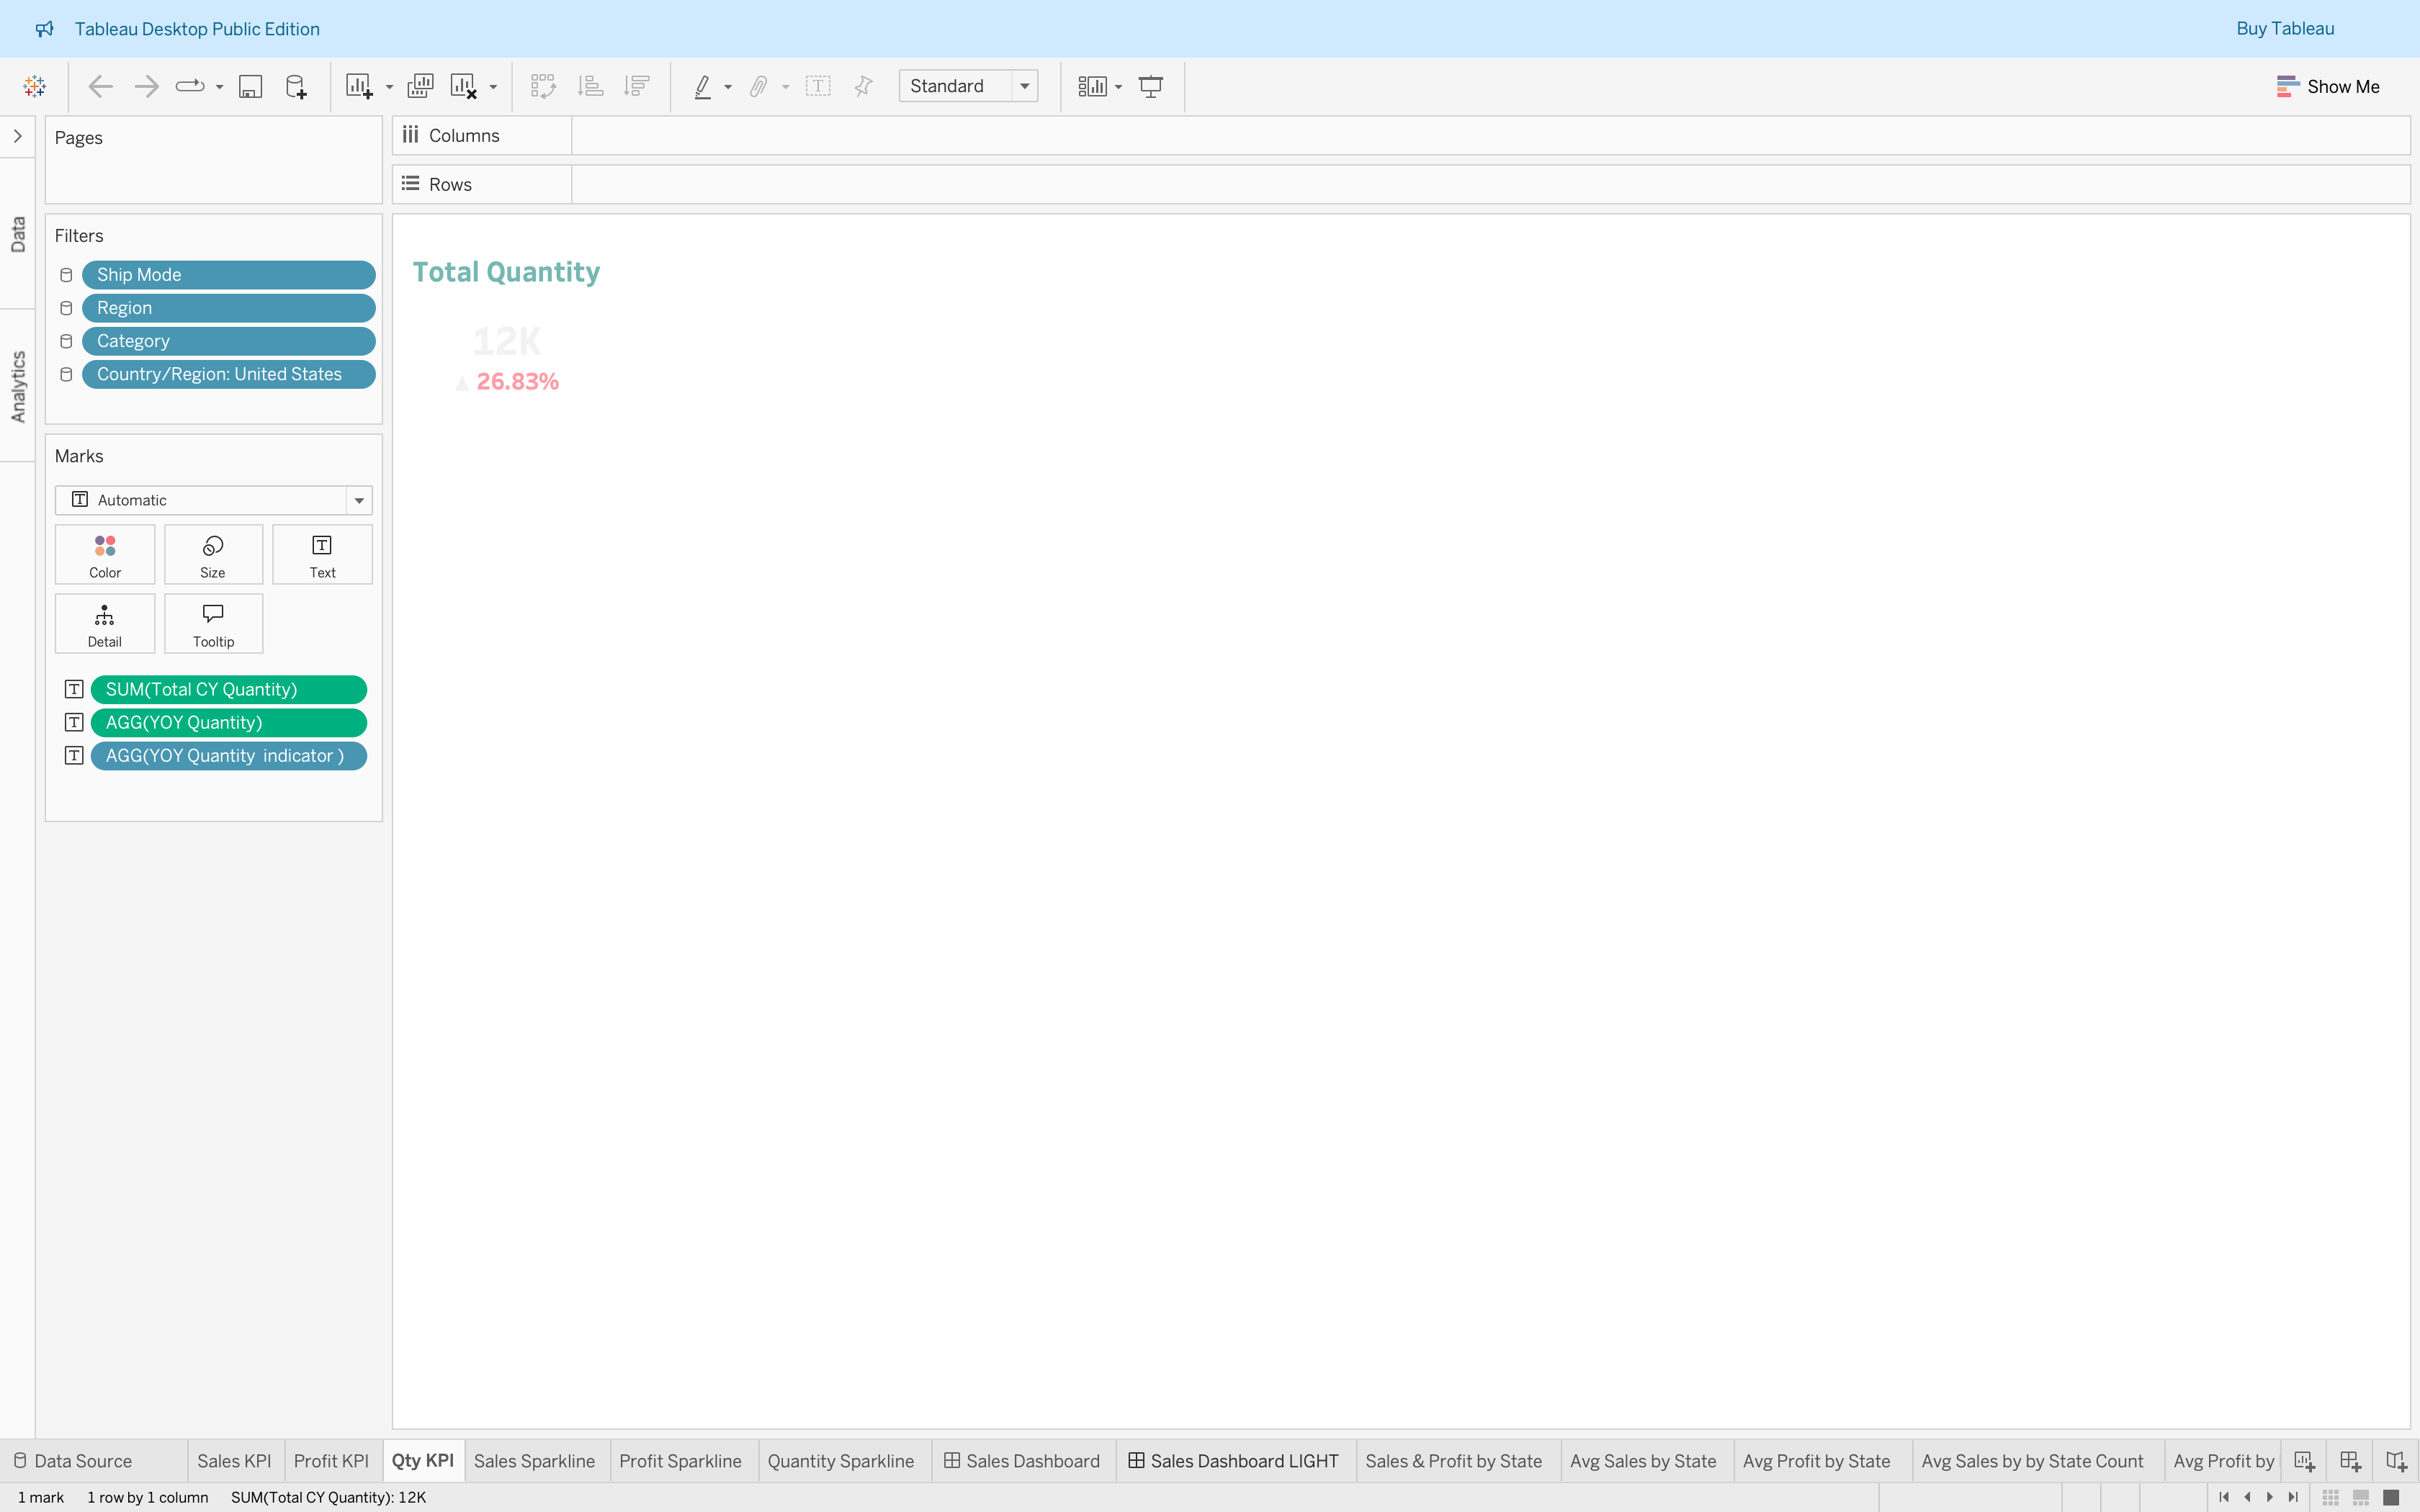 Tableau Desktop Public Edition
Buy Tableau
Standard
Show Me
Pages
Columns
Rows
Data
Analytics
Filters
Ship Mode
Region
Category
Country/Region: United States
Total Quantity
12K
▲ 26.83%
Marks
Automatic
Color
Size
Text
Detail
Tooltip
SUM(Total CY Quantity)
AGG(YOY Quantity)
AGG(YOY Quantity indicator )
Data Source
Sales KPI
Profit KPI
Qty KPI
Sales Sparkline
Profit Sparkline
Quantity Sparkline
Sales Dashboard
Sales Dashboard LIGHT
Sales & Profit by State
Avg Sales by State
Avg Profit by State
Avg Sales by by State Count
Avg Profit by
1 mark
1 row by 1 column
SUM(Total CY Quantity): 12K